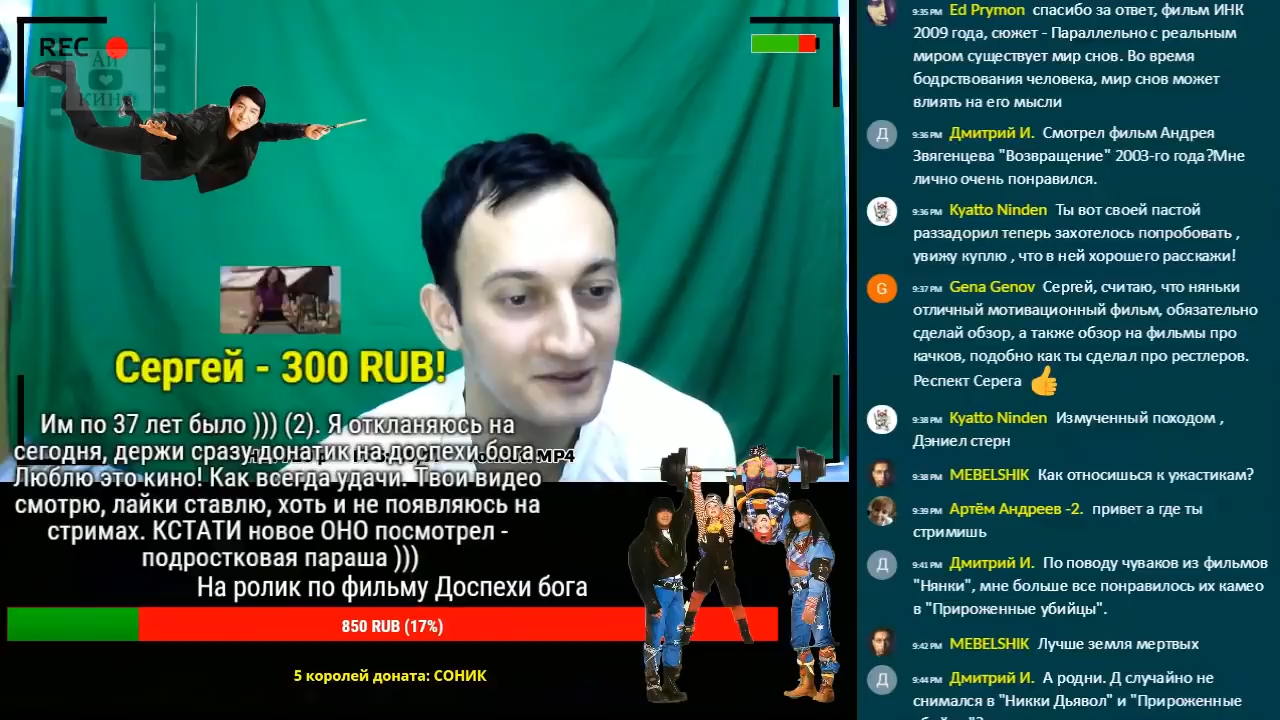 REC
АЙ
КИНО
Сергей - 300 RUB!
Им по 37 лет было ))) (2). Я откланяюсь на
сегодня, держи сразу донатик на доспехи бога
Люблю это кино! Как всегда удачи. Твои видео
смотрю, лайки ставлю, хоть и не появляюсь на
стримах. КСТАТИ новое ОНО посмотрел -
подростковая параша )))
MP4
На ролик по фильму Доспехи бога
850 RUB (17%)
5 королей доната: СОНИК
9:35 PM Ed Prymon спасибо за ответ, фильм ИНК
2009 года, сюжет - Параллельно с реальным
миром существует мир снов. Во время
бодрствования человека, мир снов может
влиять на его мысли
Д
9:36 PM Дмитрий И. Смотрел фильм Андрея
Звягенцева "Возвращение" 2003-го года?Мне
лично очень понравился.
9:36 PM Kyatto Ninden Ты вот своей пастой
раззадорил теперь захотелось попробовать ,
увижу куплю , что в ней хорошего расскажи!
G
9:37 PM Gena Genov Сергей, считаю, что няньки
отличный мотивационный фильм, обязательно
сделай обзор, а также обзор на фильмы про
качков, подобно как ты сделал про рестлеров.
Респект Серега
9:38 PM Kyatto Ninden Измученный походом ,
Дэниел стерн
9:38 PM MEBELSHIK Как относишься к ужастикам?
9:39 PM Артём Андреев -2. привет а где ты
стримишь
Д
9:41 PM Дмитрий И. По поводу чуваков из фильмов
"Нянки", мне больше все понравилось их камео
в "Прироженные убийцы".
9:42 PM MEBELSHIK Лучше земля мертвых
Д
9:44 PM Дмитрий И. А родни. Д случайно не
снимался в "Никки Дьявол" и "Прироженные